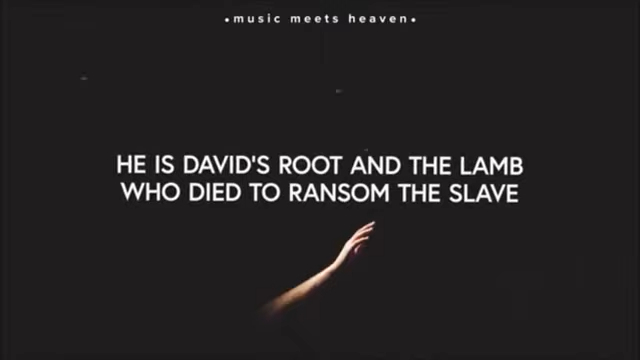 •music meets heaven•
HE IS DAVID'S ROOT AND THE LAMB
WHO DIED TO RANSOM THE SLAVE